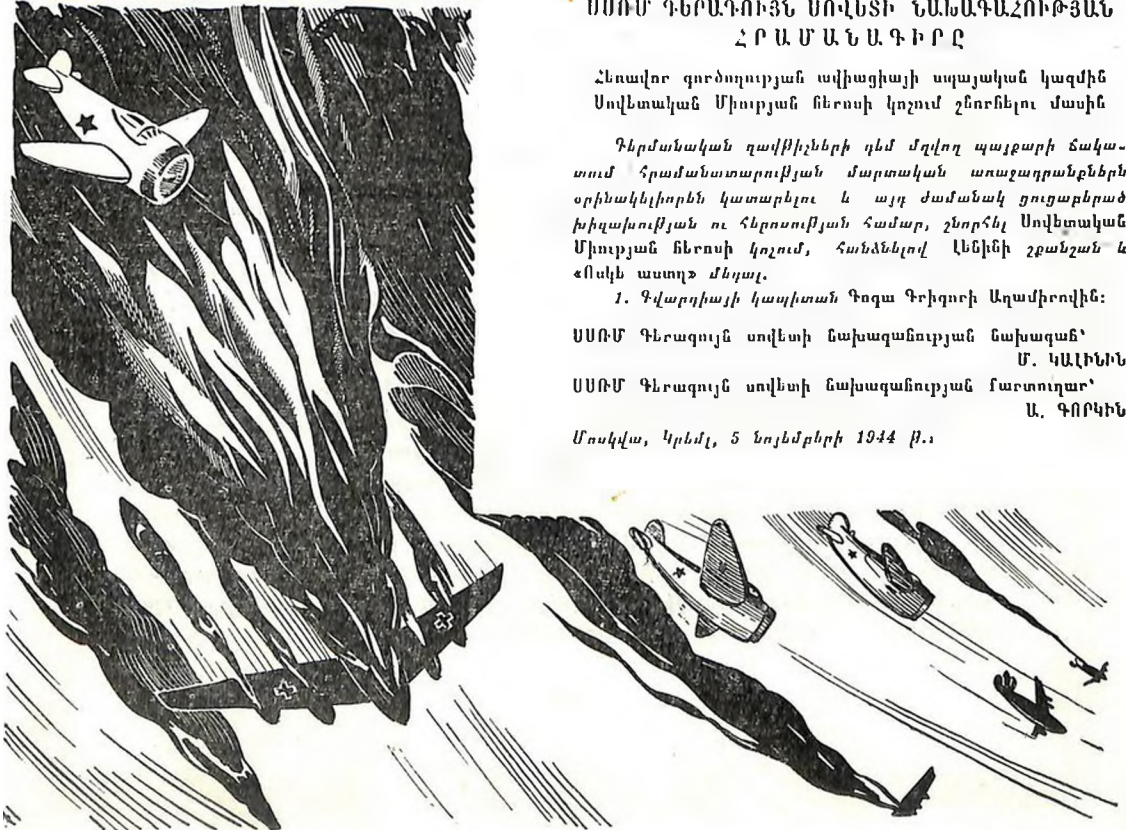 ՍՍՌՄ ԳԵՐԱԳՈՒՅՆ ՍՈՎԵՏԻ ՆԱԽԱԳԱՀՈՒԹՅԱՆ
ՀՐԱՄԱՆԱԳԻՐԸ
Հեռավոր գործողության ավիացիայի սպայական կազմին
Սովետական Միության հերոսի կոչում շնորհելու մասին
Գերմանական զավթիչների դեմ մղվող պայքարի ճակա-
տում հրամանատարության մարտական առաջադրանքներն
օրինակելիորեն կատարելու և այդ ժամանակ ցուցաբերած
խիզախության ու հերոսության համար, շնորհել Սովետական
Միության հերոսի կոչում, հանձնելով Լենինի շքանշան և
«Ոսկե աստղ» մեդալ.
1. Գվարդիայի կապիտան Դոգա Գրիգորի Աղամիրովին։
ՍՍՌՄ Գերագույն սովետի նախագահության նախագահ՝
Մ. ԿԱԼԻՆԻՆ
ՍՍՌՄ Գերագույն սովետի նախագահության քարտուղար՝
Ա. ԳՈՐԿԻՆ
Մոսկվա, Կրեմլ, 5 նոյեմբերի 1944 թ.։